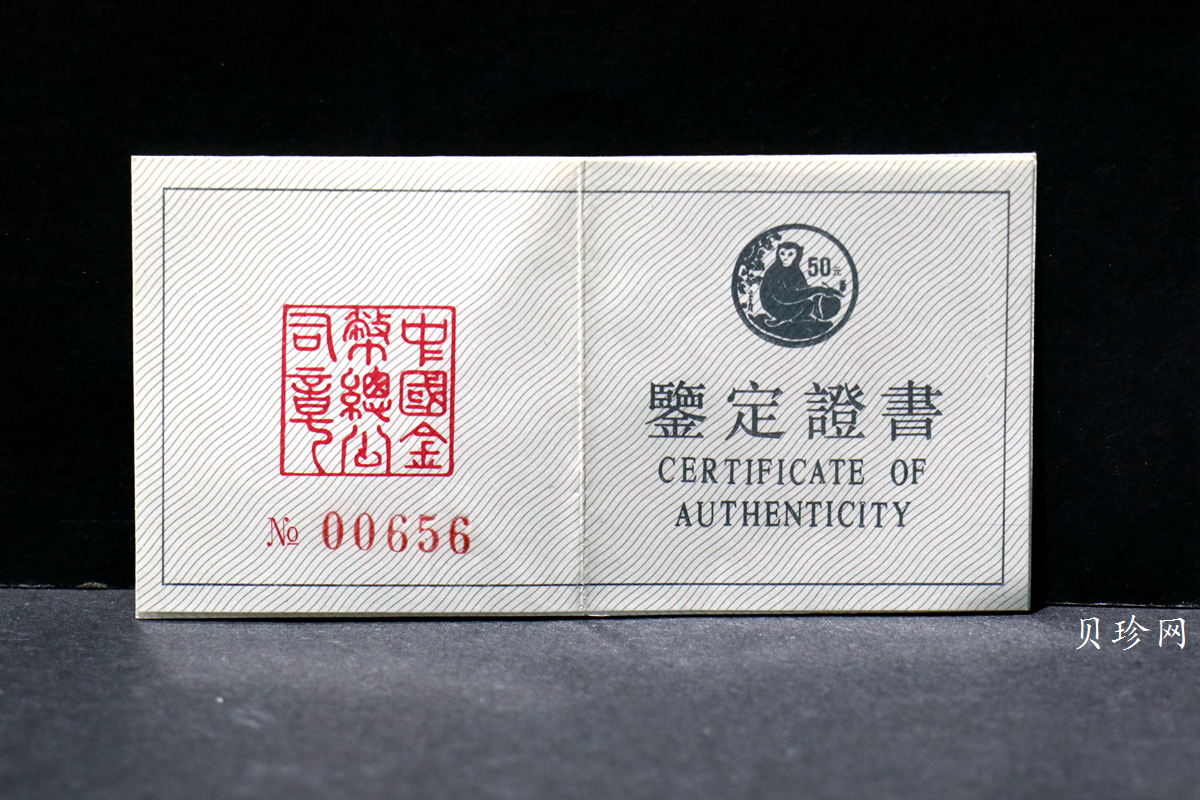 中國金
幣總公
司章
№ 00656
50元
鑒定證書
CERTIFICATE OF
AUTHENTICITY
贝珍网